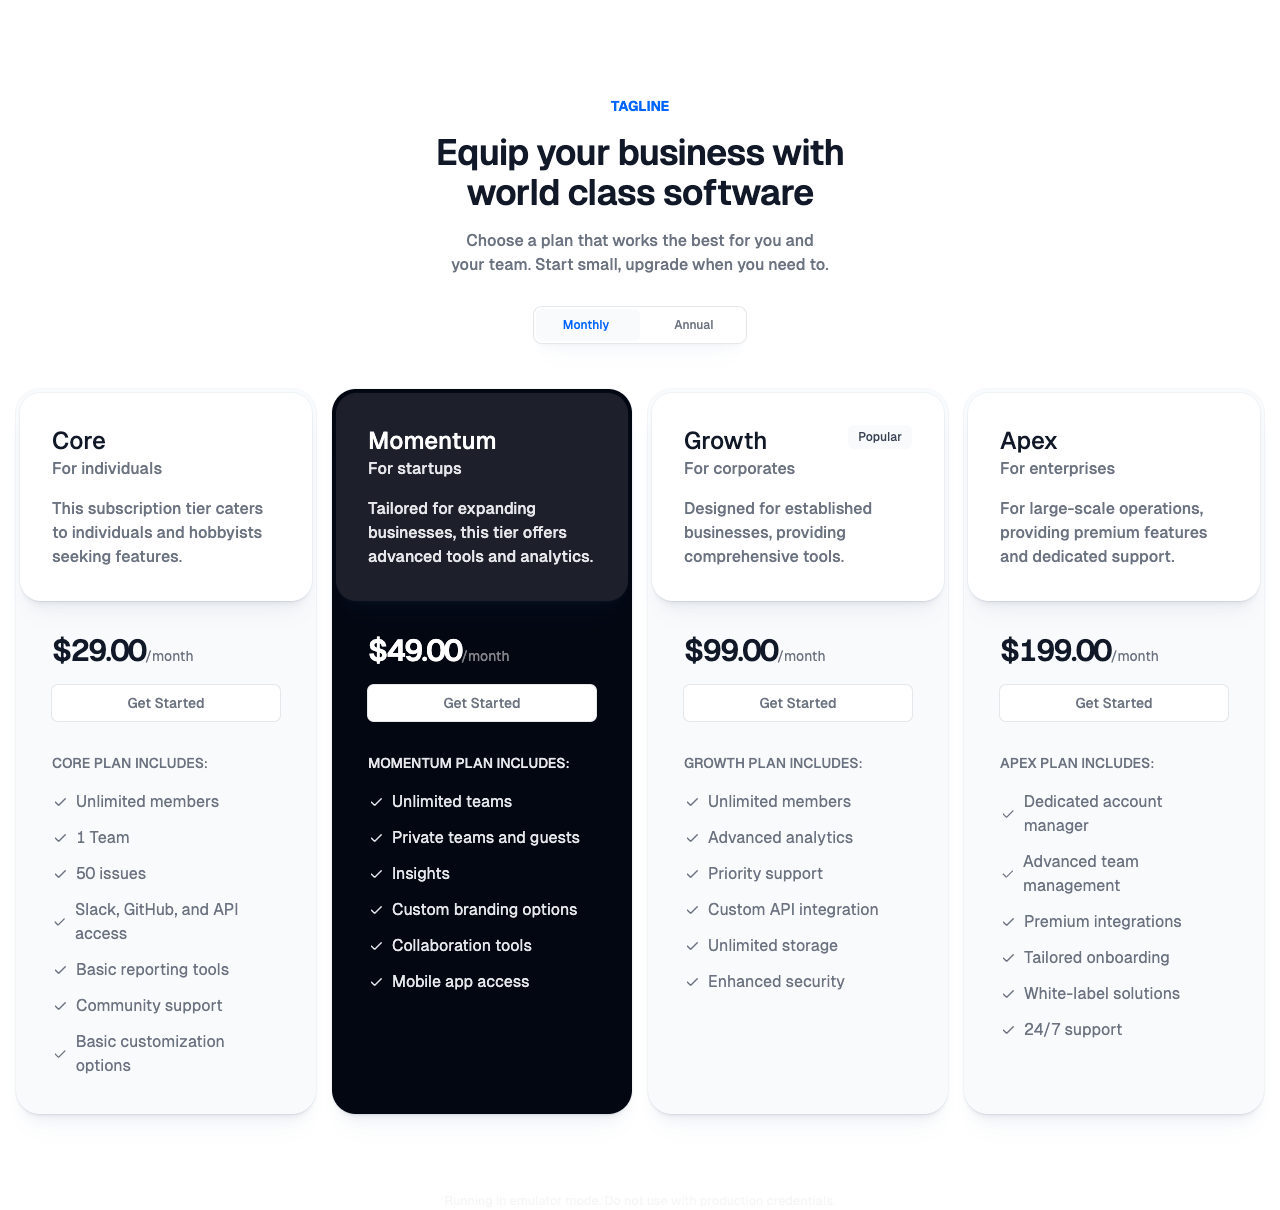 TAGLINE
Equip your business with
world class software
Choose a plan that works the best for you and
your team. Start small, upgrade when you need to.
Monthly
Annual
Core
For individuals
This subscription tier caters
to individuals and hobbyists
seeking features.
$29.00/month
Get Started
CORE PLAN INCLUDES:
Unlimited members
1 Team
50 issues
Slack, GitHub, and API
access
Basic reporting tools
Community support
Basic customization
options
Momentum
For startups
Tailored for expanding
businesses, this tier offers
advanced tools and analytics.
$49.00/month
Get Started
MOMENTUM PLAN INCLUDES:
Unlimited teams
Private teams and guests
Insights
Custom branding options
Collaboration tools
Mobile app access
Growth
Popular
For corporates
Designed for established
businesses, providing
comprehensive tools.
$99.00/month
Get Started
GROWTH PLAN INCLUDES:
Unlimited members
Advanced analytics
Priority support
Custom API integration
Unlimited storage
Enhanced security
Apex
For enterprises
For large-scale operations,
providing premium features
and dedicated support.
$199.00/month
Get Started
APEX PLAN INCLUDES:
Dedicated account
manager
Advanced team
management
Premium integrations
Tailored onboarding
White-label solutions
24/7 support
Running in emulator mode. Do not use with production credentials.